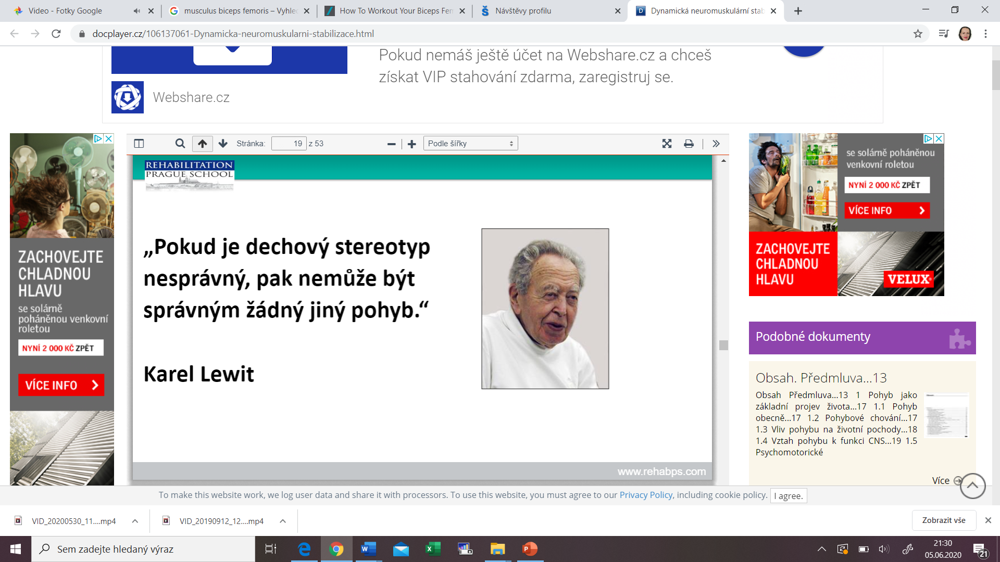 Video - Fotky Google
musculus biceps femoris – Vyhle
How To Workout Your Biceps Fem
Návštěvy profilu
Dynamická neuromuskulární stab
docplayer.cz/106137061-Dynamicka-neuromuskularni-stabilizace.html
Pokud nemáš ještě účet na Webshare.cz a chceš
získat VIP stahování zdarma, zaregistruj se.
Webshare.cz
Stránka: 19 z 53
Podle šířky
REHABILITATION
PRAGUE SCHOOL
„Pokud je dechový stereotyp
nesprávný, pak nemůže být
správným žádný jiný pohyb.“
Karel Lewit
www.rehabps.com
ZACHOVEJTE
CHLADNOU
HLAVU
se solárně
poháněnou venkovní
roletou
NYNÍ 2 000 KČ ZPĚT
VÍCE INFO
se solárně poháněnou
venkovní roletou
NYNÍ 2 000 KČ ZPĚT
VÍCE INFO
ZACHOVEJTE
CHLADNOU
HLAVU
VELUX
Podobné dokumenty
Obsah. Předmluva...13
Obsah Předmluva...13 1 Pohyb jako
základní projev života...17 1.1 Pohyb
obecně...17 1.2 Pohybové chování...17
1.3 Vliv pohybu na životní pochody...18
1.4 Vztah pohybu k funkci CNS...19 1.5
Psychomotorické
Více
To make this website work, we log user data and share it with processors. To use this website, you must agree to our Privacy Policy, including cookie policy. I agree.
VID_20200530_11....mp4
VID_20190912_12....mp4
Zobrazit vše
Sem zadejte hledaný výraz
21:30
05.06.2020
21